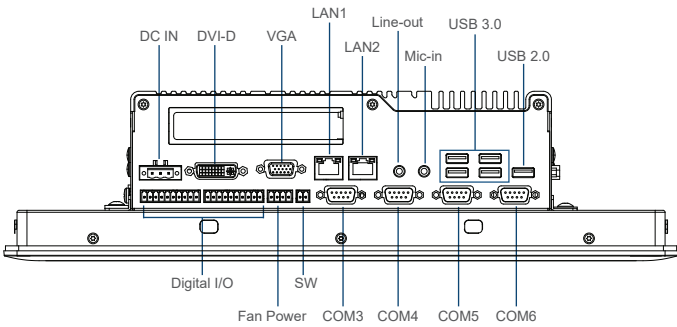 LAN1
Line-out
USB 3.0
DC IN
DVI-D
VGA
LAN2
Mic-in
USB 2.0
Digital I/O
SW
Fan Power
COM3
COM4
COM5
COM6